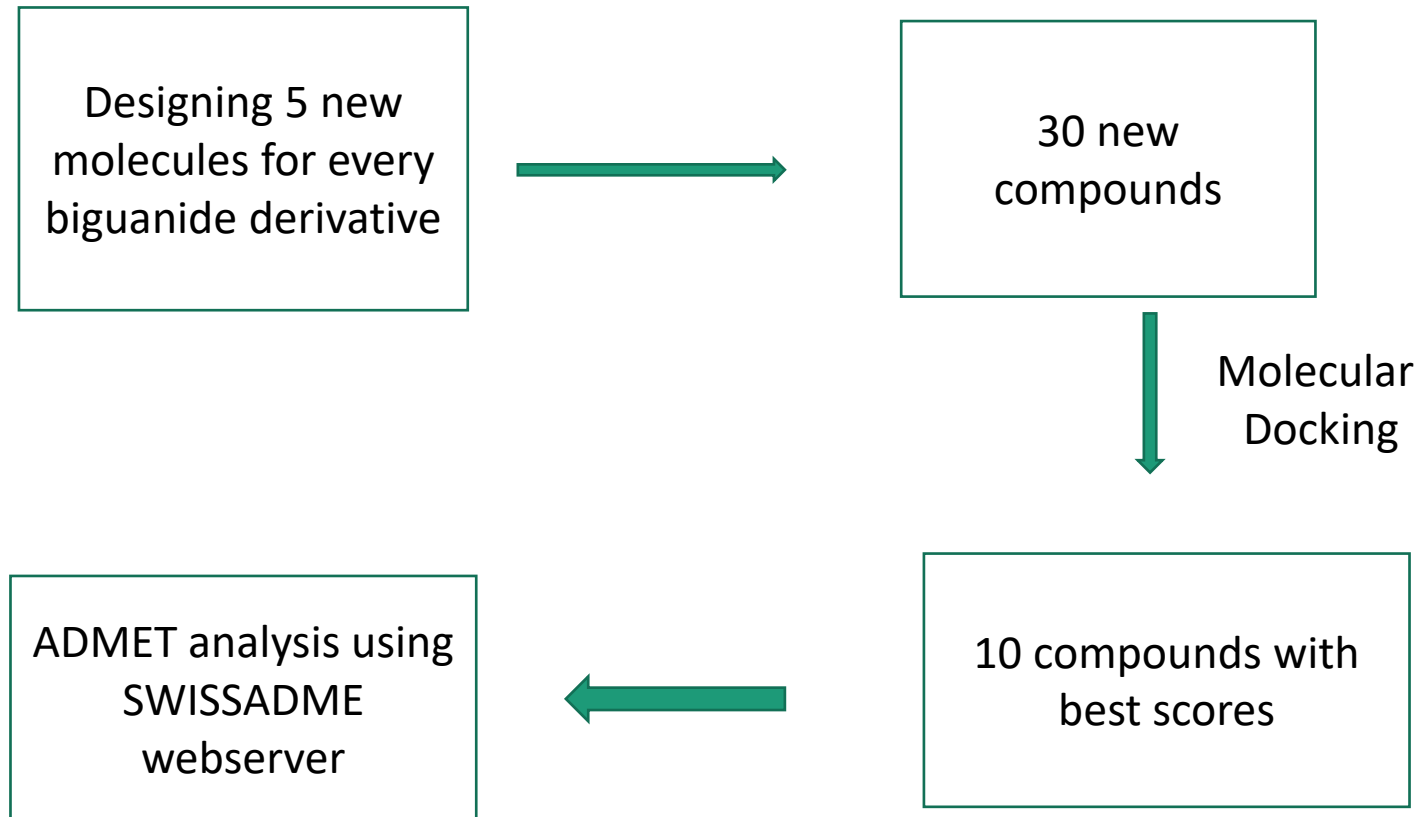 Designing 5 new
molecules for every
biguanide derivative
30 new
compounds
Molecular
Docking
10 compounds with
best scores
ADMET analysis using
SWISSADME
webserver